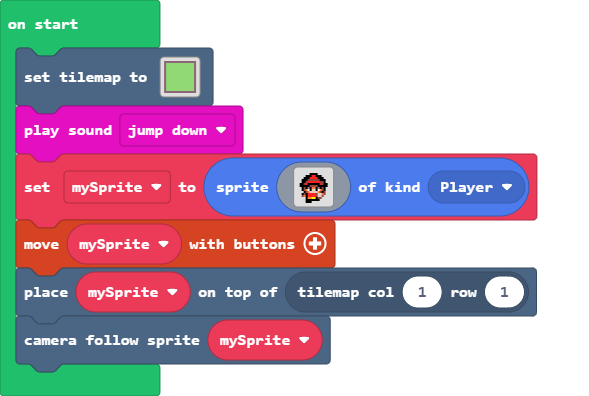 on start
set tilemap to
play sound jump down
set mySprite to sprite of kind Player
move mySprite with buttons
place mySprite on top of tilemap col 1 row 1
camera follow sprite mySprite